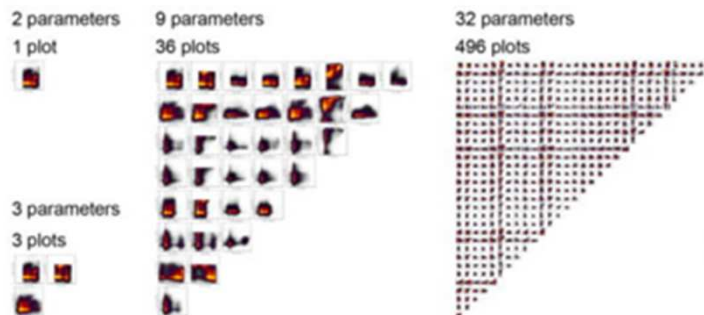 2 parameters
1 plot
3 parameters
3 plots
9 parameters
36 plots
32 parameters
496 plots